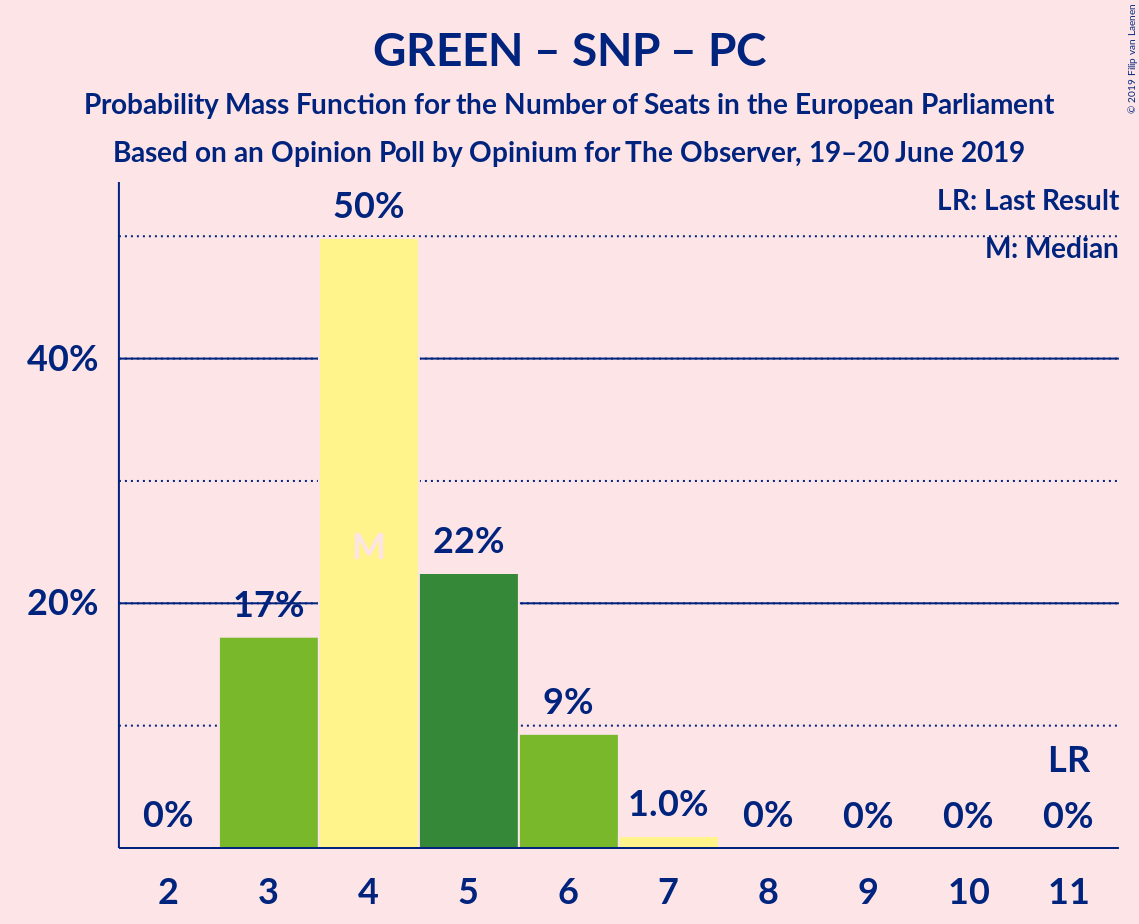 © 2019 Filip van Laenen
GREEN – SNP – PC
Probability Mass Function for the Number of Seats in the European Parliament
Based on an Opinion Poll by Opinium for The Observer, 19–20 June 2019
LR: Last Result
M: Median
50%
40%
M
22%
20%
17%
9%
LR
0%
1.0%
0%
0%
0%
0%
2 3 4 5 6 7 8 9 10 11